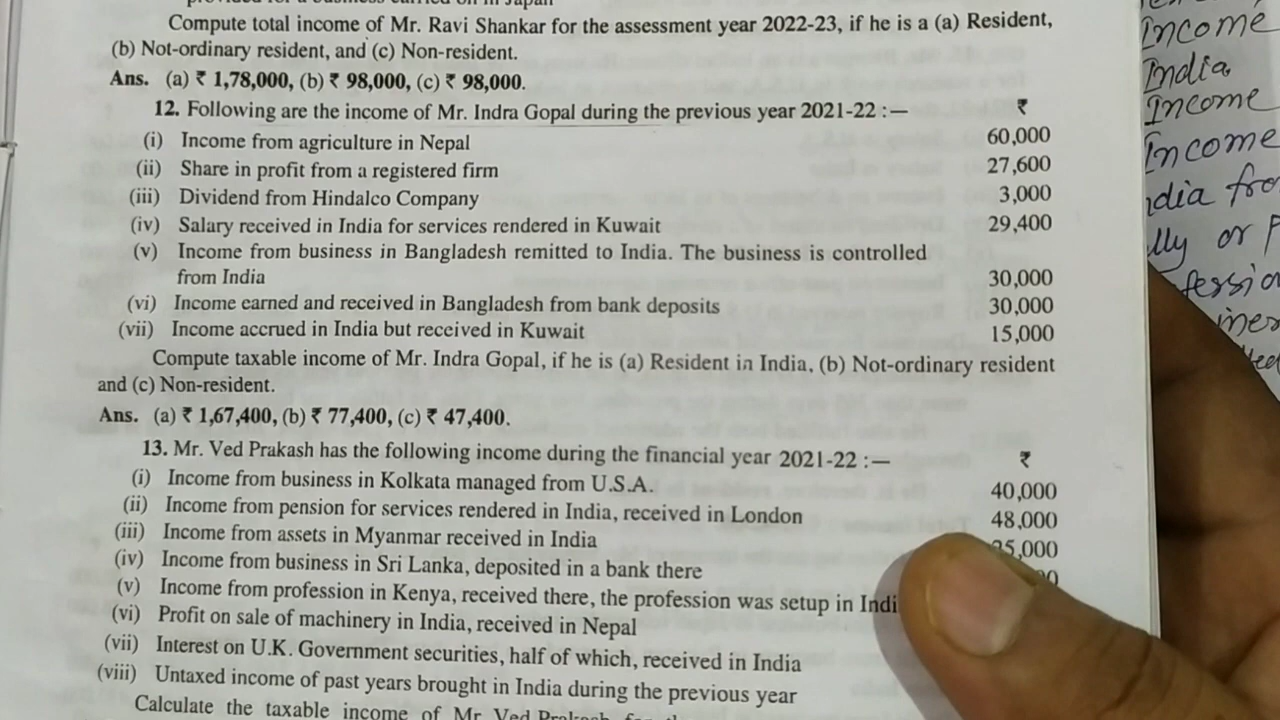 provided for a business carried on in Japan
Compute total income of Mr. Ravi Shankar for the assessment year 2022-23, if he is a (a) Resident,
(b) Not-ordinary resident, and (c) Non-resident.
Ans. (a) ₹ 1,78,000, (b) ₹ 98,000, (c) ₹ 98,000.
12. Following are the income of Mr. Indra Gopal during the previous year 2021-22 :— ₹
(i) Income from agriculture in Nepal 60,000
(ii) Share in profit from a registered firm 27,600
(iii) Dividend from Hindalco Company 3,000
(iv) Salary received in India for services rendered in Kuwait 29,400
(v) Income from business in Bangladesh remitted to India. The business is controlled
from India 30,000
(vi) Income earned and received in Bangladesh from bank deposits 30,000
(vii) Income accrued in India but received in Kuwait 15,000
Compute taxable income of Mr. Indra Gopal, if he is (a) Resident in India, (b) Not-ordinary resident
and (c) Non-resident.
Ans. (a) ₹ 1,67,400, (b) ₹ 77,400, (c) ₹ 47,400.
13. Mr. Ved Prakash has the following income during the financial year 2021-22 :— ₹
(i) Income from business in Kolkata managed from U.S.A. 40,000
(ii) Income from pension for services rendered in India, received in London 48,000
(iii) Income from assets in Myanmar received in India
(iv) Income from business in Sri Lanka, deposited in a bank there
(v) Income from profession in Kenya, received there, the profession was setup in
(vi) Profit on sale of machinery in India, received in Nepal
(vii) Interest on U.K. Government securities, half of which, received in India
(viii) Untaxed income of past years brought in India during the previous year
Calculate the taxable income of Mr. Ved Prakash
Income
India
Income
Income